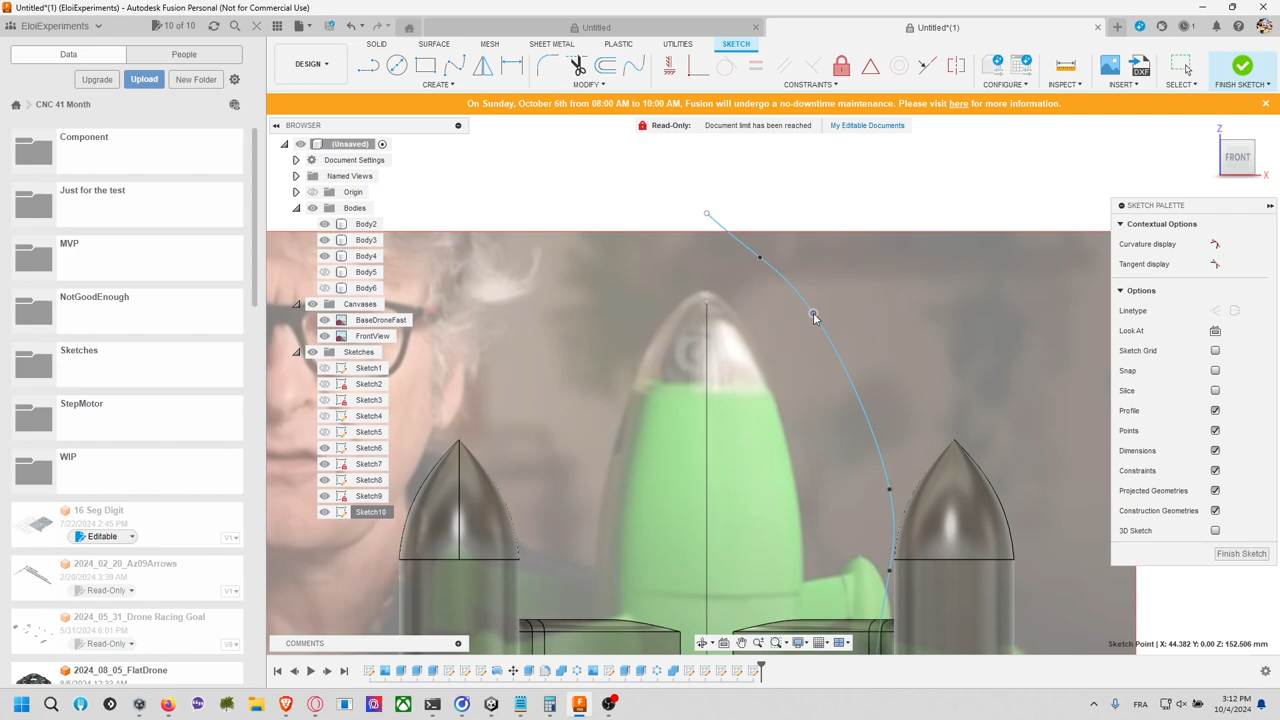 Untitled*(1) - Autodesk Fusion Personal (Not for Commercial Use)
EloiExperiments
10 of 10
Untitled
Untitled*(1)
1
Data
People
DESIGN
SOLID
SURFACE
MESH
SHEET METAL
PLASTIC
UTILITIES
SKETCH
CREATE
MODIFY
CONSTRAINTS
CONFIGURE
INSPECT
INSERT
SELECT
FINISH SKETCH
Upgrade
Upload
New Folder
On Sunday, October 6th from 08:00 AM to 10:00 AM, Fusion will undergo a no-downtime maintenance. Please visit here for more information.
CNC 41 Month
BROWSER
Read-Only:
Document limit has been reached
My Editable Documents
Component
Just for the test
MVP
NotGoodEnough
Sketches
StepMotor
WIP
16 Seg Digit
7/22/2024 2:45 PM
Editable
V1
2024_02_20_Az09Arrows
2/20/2024 3:39 AM
Read-Only
V1
2024_05_31_Drone Racing Goal
5/31/2024 6:01 PM
Read-Only
V1
2024_08_05_FlatDrone
(Unsaved)
Document Settings
Named Views
Origin
Bodies
Body2
Body3
Body4
Body5
Body6
Canvases
BaseDroneFast
FrontView
Sketches
Sketch1
Sketch2
Sketch3
Sketch4
Sketch5
Sketch6
Sketch7
Sketch8
Sketch9
Sketch10
Z
FRONT
X
SKETCH PALETTE
Contextual Options
Curvature display
Tangent display
Options
Linetype
Look At
Sketch Grid
Snap
Slice
Profile
Points
Dimensions
Constraints
Projected Geometries
Construction Geometries
3D Sketch
Finish Sketch
COMMENTS
Sketch Point | X: 44.382 Y: 0.00 Z: 152.506 mm
FRA
3:12 PM
10/4/2024